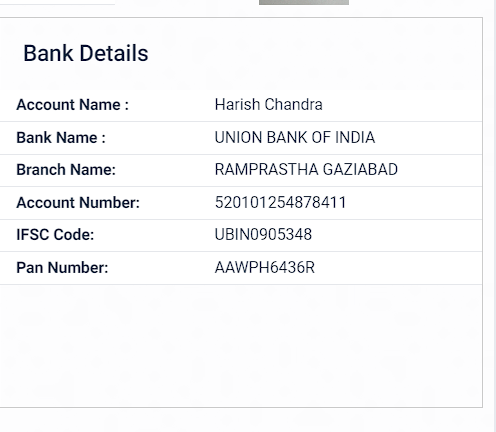 Bank Details
Account Name : Harish Chandra
Bank Name : UNION BANK OF INDIA
Branch Name: RAMPRASTHA GAZIABAD
Account Number: 520101254878411
IFSC Code: UBIN0905348
Pan Number: AAWPH6436R